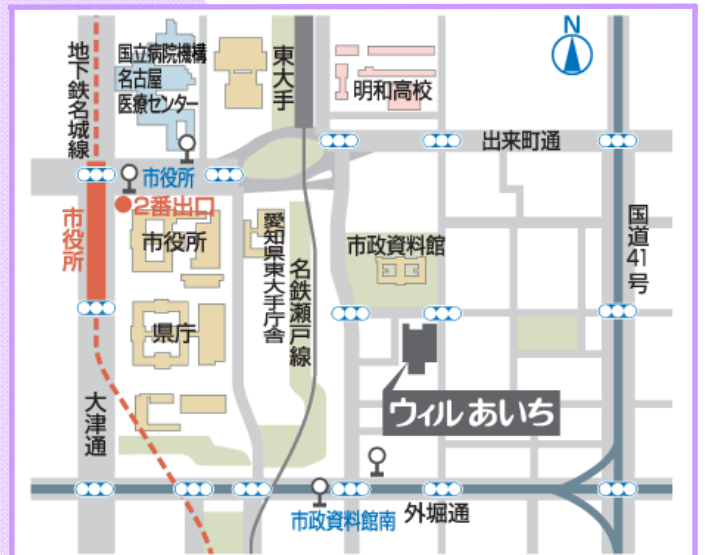 N
国立病院機構
名古屋
医療センター
地下鉄名城線
東大手
明和高校
出来町通
市役所
2番出口
市役所
市役所
愛知県東大手庁舎
名鉄瀬戸線
市政資料館
国道41号
県庁
大津通
ウィルあいち
市政資料館南
外堀通